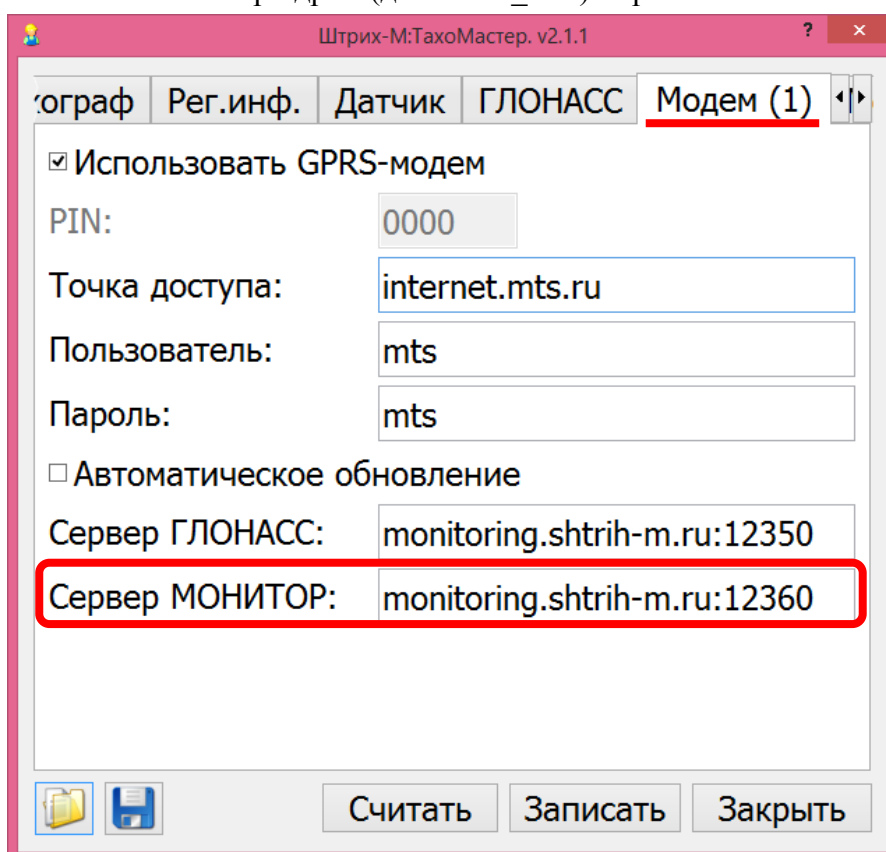 Штрих-М:ТахоМастер. v2.1.1 ? ×
ограф Рег.инф. Датчик ГЛОНАСС Модем (1)
Использовать GPRS-модем
PIN: 0000
Точка доступа: internet.mts.ru
Пользователь: mts
Пароль: mts
Автоматическое обновление
Сервер ГЛОНАСС: monitoring.shtrih-m.ru:12350
Сервер МОНИТОР: monitoring.shtrih-m.ru:12360
Считать Записать Закрыть